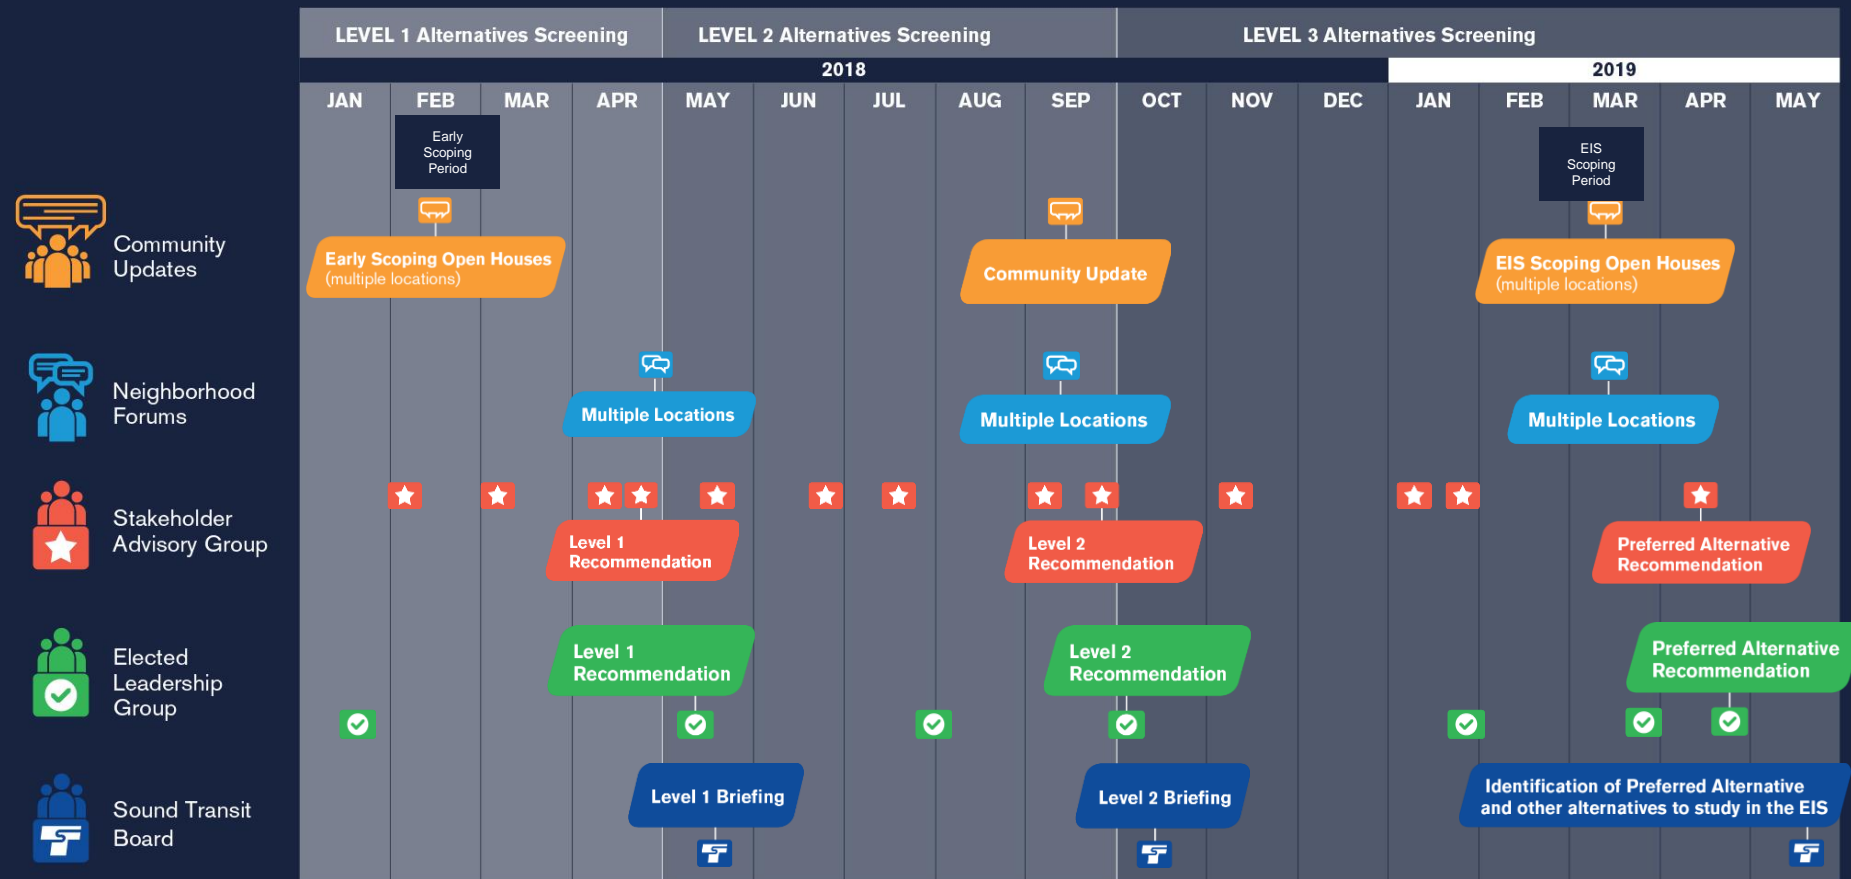 LEVEL 1 Alternatives Screening
LEVEL 2 Alternatives Screening
LEVEL 3 Alternatives Screening
2018
2019
JAN FEB MAR APR MAY JUN JUL AUG SEP OCT NOV DEC JAN FEB MAR APR MAY
Early
Scoping
Period
EIS
Scoping
Period
Community
Updates
Early Scoping Open Houses
(multiple locations)
Community Update
EIS Scoping Open Houses
(multiple locations)
Neighborhood
Forums
Multiple Locations
Multiple Locations
Multiple Locations
Stakeholder
Advisory Group
Level 1
Recommendation
Level 2
Recommendation
Preferred Alternative
Recommendation
Elected
Leadership
Group
Level 1
Recommendation
Level 2
Recommendation
Preferred Alternative
Recommendation
Sound Transit
Board
Level 1 Briefing
Level 2 Briefing
Identification of Preferred Alternative
and other alternatives to study in the EIS